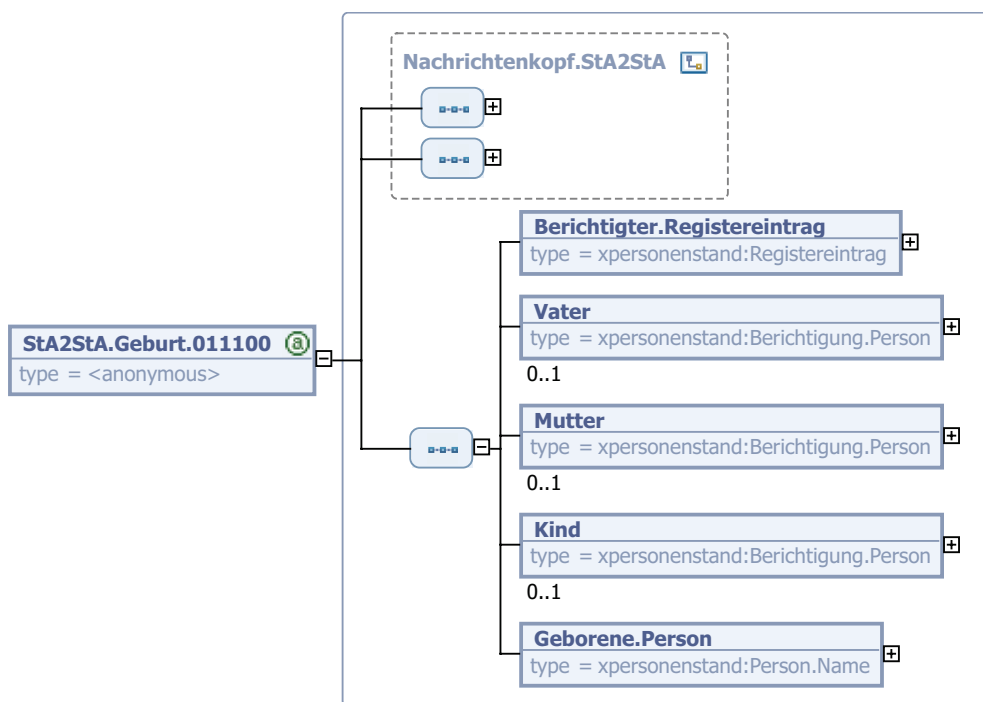 Nachrichtenkopf.StA2StA
Berichtigter.Registereintrag
type = xpersonenstand:Registereintrag
Vater
type = xpersonenstand:Berichtigung.Person
0..1
StA2StA.Geburt.011100
type = <anonymous>
Mutter
type = xpersonenstand:Berichtigung.Person
0..1
Kind
type = xpersonenstand:Berichtigung.Person
0..1
Geborene.Person
type = xpersonenstand:Person.Name